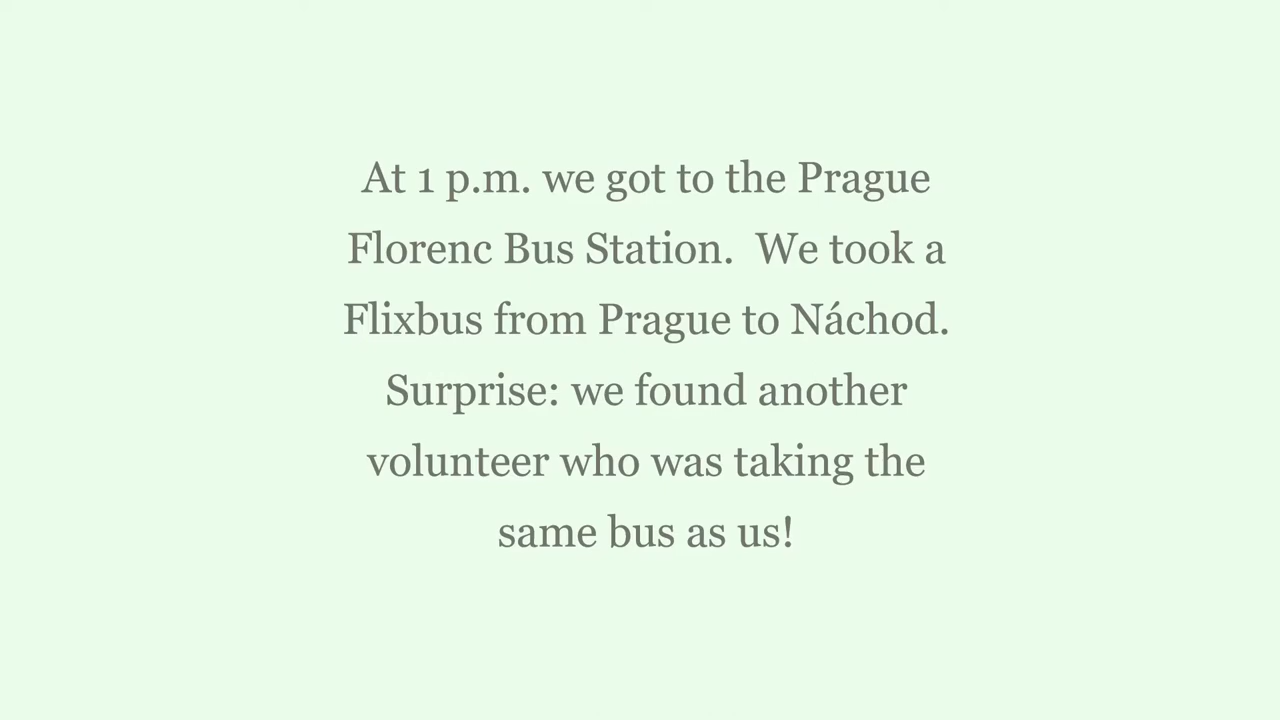 At 1 p.m. we got to the Prague
Florenc Bus Station.  We took a
Flixbus from Prague to Náchod.
Surprise: we found another
volunteer who was taking the
same bus as us!